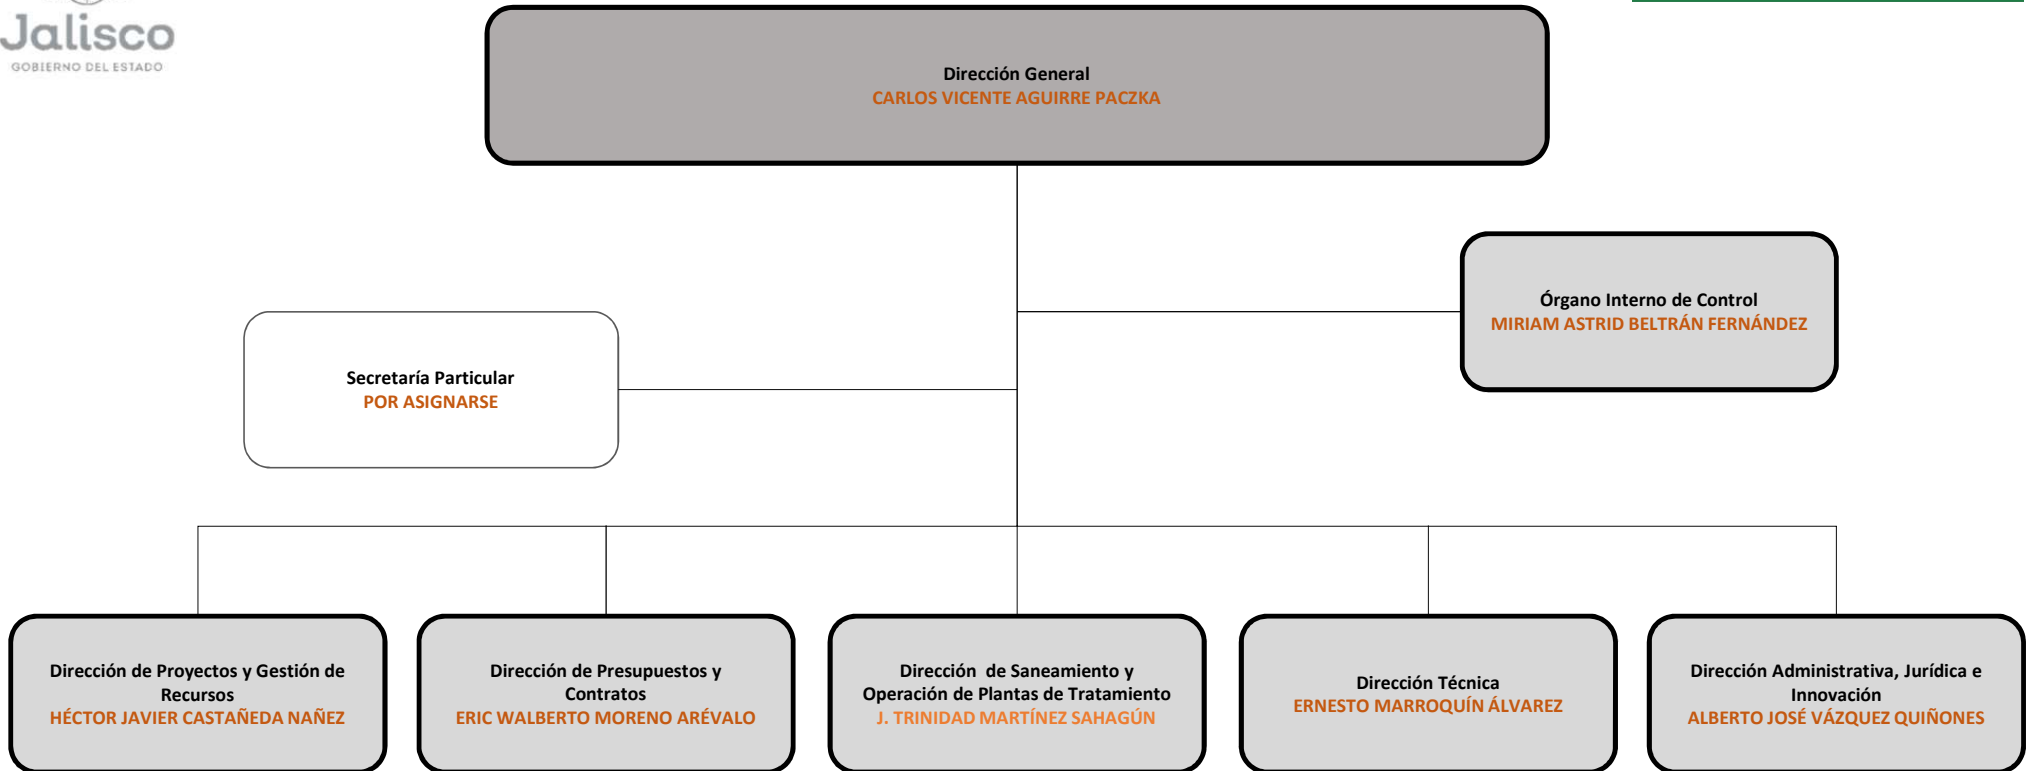 Jalisco
GOBIERNO DEL ESTADO
Dirección General
CARLOS VICENTE AGUIRRE PACZKA
Órgano Interno de Control
MIRIAM ASTRID BELTRÁN FERNÁNDEZ
Secretaría Particular
POR ASIGNARSE
Dirección de Proyectos y Gestión de
Recursos
HÉCTOR JAVIER CASTAÑEDA NAÑEZ
Dirección de Presupuestos y
Contratos
ERIC WALBERTO MORENO ARÉVALO
Dirección de Saneamiento y
Operación de Plantas de Tratamiento
J. TRINIDAD MARTÍNEZ SAHAGÚN
Dirección Técnica
ERNESTO MARROQUÍN ÁLVAREZ
Dirección Administrativa, Jurídica e
Innovación
ALBERTO JOSÉ VÁZQUEZ QUIÑONES